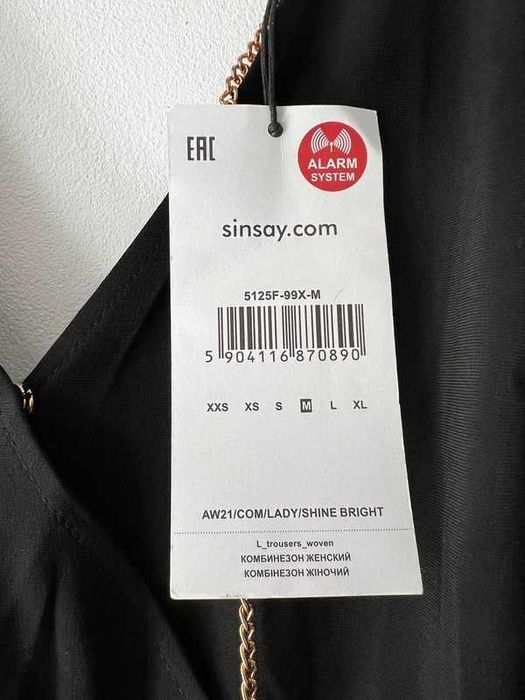 EAC
ALARM
SYSTEM
sinsay.com
5125F-99X-M
5 904116 870890
XXS XS S M L XL
AW21/COM/LADY/SHINE BRIGHT
L_trousers_woven
КОМБИНЕЗОН ЖЕНСКИЙ
КОМБІНЕЗОН ЖІНОЧИЙ